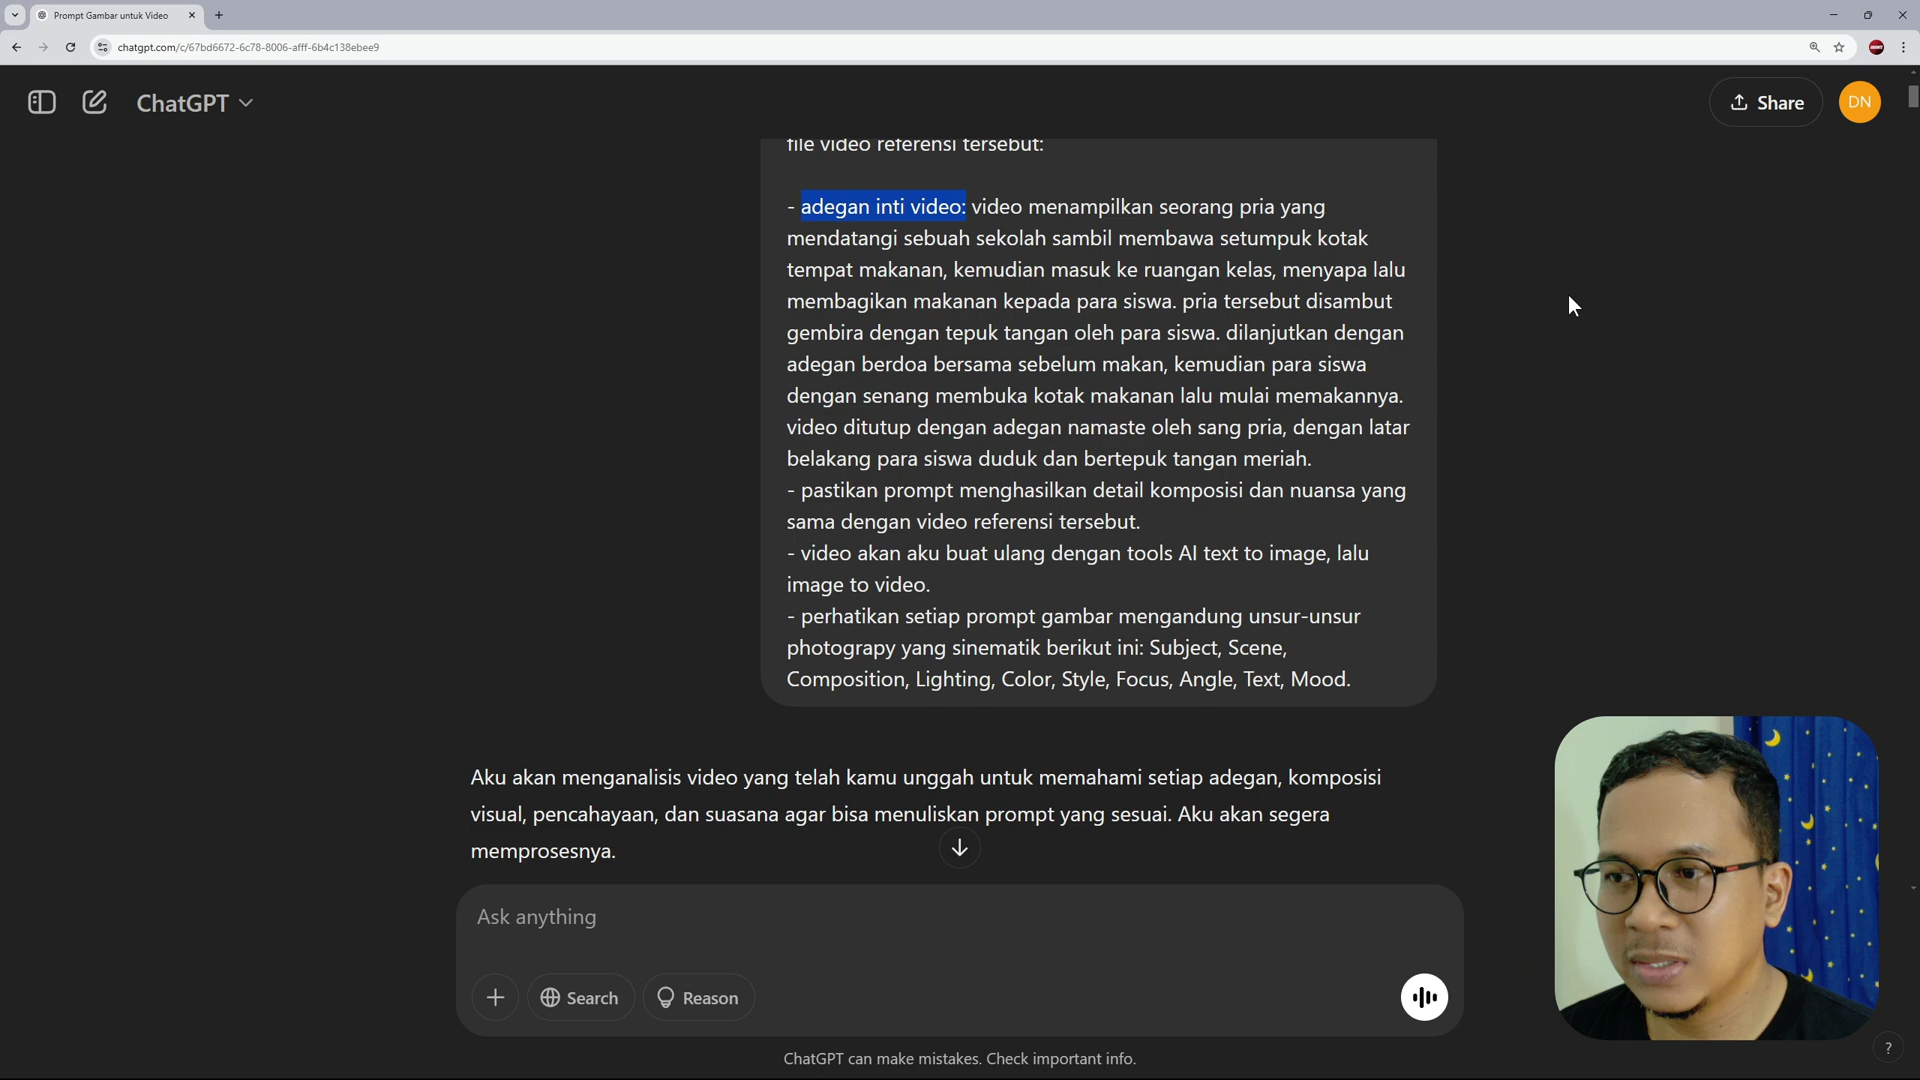 Prompt Gambar untuk Video
chatgpt.com/c/67bd6672-6c78-8006-afff-6b4c138ebee9
ChatGPT
Share
DN
file video referensi tersebut:
- adegan inti video: video menampilkan seorang pria yang
mendatangi sebuah sekolah sambil membawa setumpuk kotak
tempat makanan, kemudian masuk ke ruangan kelas, menyapa lalu
membagikan makanan kepada para siswa. pria tersebut disambut
gembira dengan tepuk tangan oleh para siswa. dilanjutkan dengan
adegan berdoa bersama sebelum makan, kemudian para siswa
dengan senang membuka kotak makanan lalu mulai memakannya.
video ditutup dengan adegan namaste oleh sang pria, dengan latar
belakang para siswa duduk dan bertepuk tangan meriah.
- pastikan prompt menghasilkan detail komposisi dan nuansa yang
sama dengan video referensi tersebut.
- video akan aku buat ulang dengan tools AI text to image, lalu
image to video.
- perhatikan setiap prompt gambar mengandung unsur-unsur
photograpy yang sinematik berikut ini: Subject, Scene,
Composition, Lighting, Color, Style, Focus, Angle, Text, Mood.
Aku akan menganalisis video yang telah kamu unggah untuk memahami setiap adegan, komposisi
visual, pencahayaan, dan suasana agar bisa menuliskan prompt yang sesuai. Aku akan segera
memprosesnya.
Ask anything
Search
Reason
ChatGPT can make mistakes. Check important info.
?